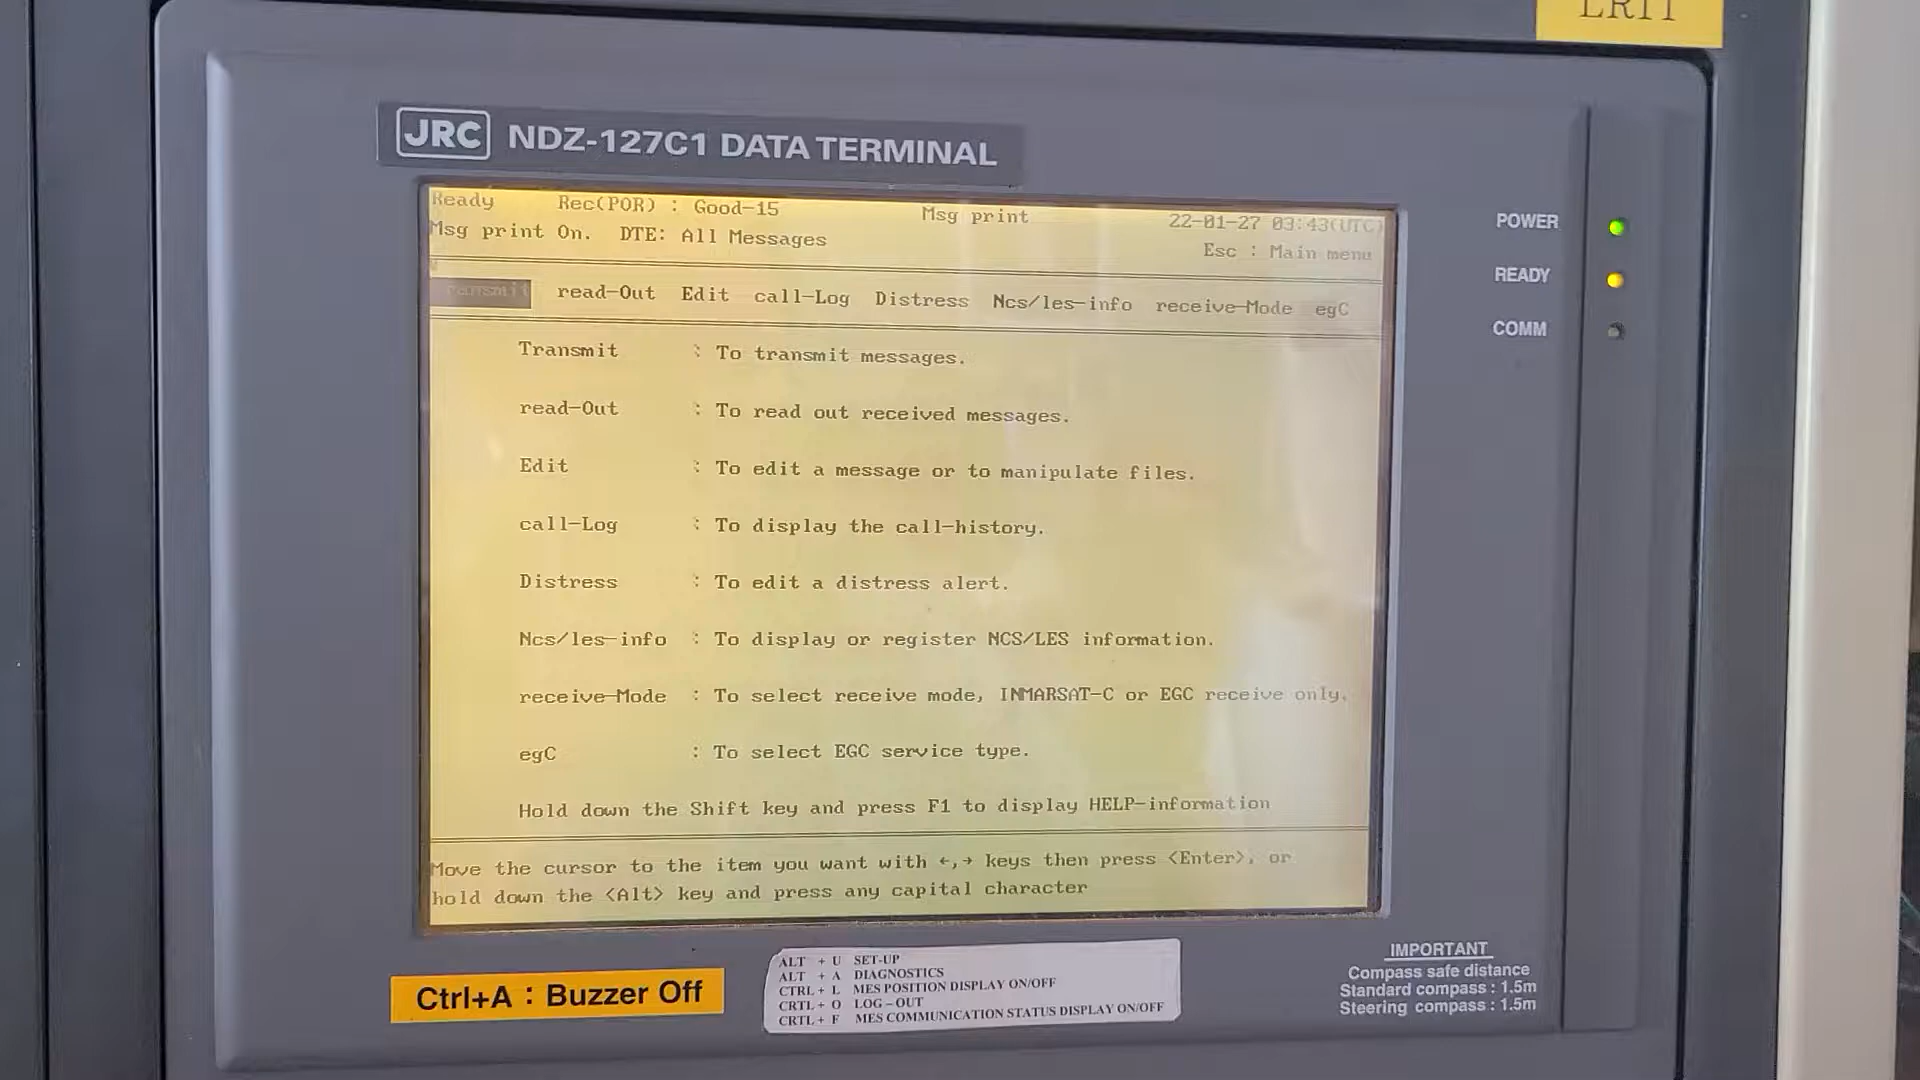 LRIT
JRC NDZ-127C1 DATA TERMINAL
Ready Rec(POR) : Good-15 Msg print 22-01-27 03:43(UTC)
Msg print On. DTE: All Messages Esc : Main menu
Transmit read-Out Edit call-Log Distress Ncs/les-info receive-Mode egC
Transmit : To transmit messages.
read-Out : To read out received messages.
Edit : To edit a message or to manipulate files.
call-Log : To display the call-history.
Distress : To edit a distress alert.
Ncs/les-info : To display or register NCS/LES information.
receive-Mode : To select receive mode, INMARSAT-C or EGC receive only.
egC : To select EGC service type.
Hold down the Shift key and press F1 to display HELP-information
Move the cursor to the item you want with ←,→ keys then press <Enter>, or
hold down the <Alt> key and press any capital character
POWER
READY
COMM
Ctrl+A : Buzzer Off
ALT + U SET-UP
ALT + A DIAGNOSTICS
CTRL + L MES POSITION DISPLAY ON/OFF
CRTL + O LOG-OUT
CRTL + F MES COMMUNICATION STATUS DISPLAY ON/OFF
IMPORTANT
Compass safe distance
Standard compass : 1.5m
Steering compass : 1.5m